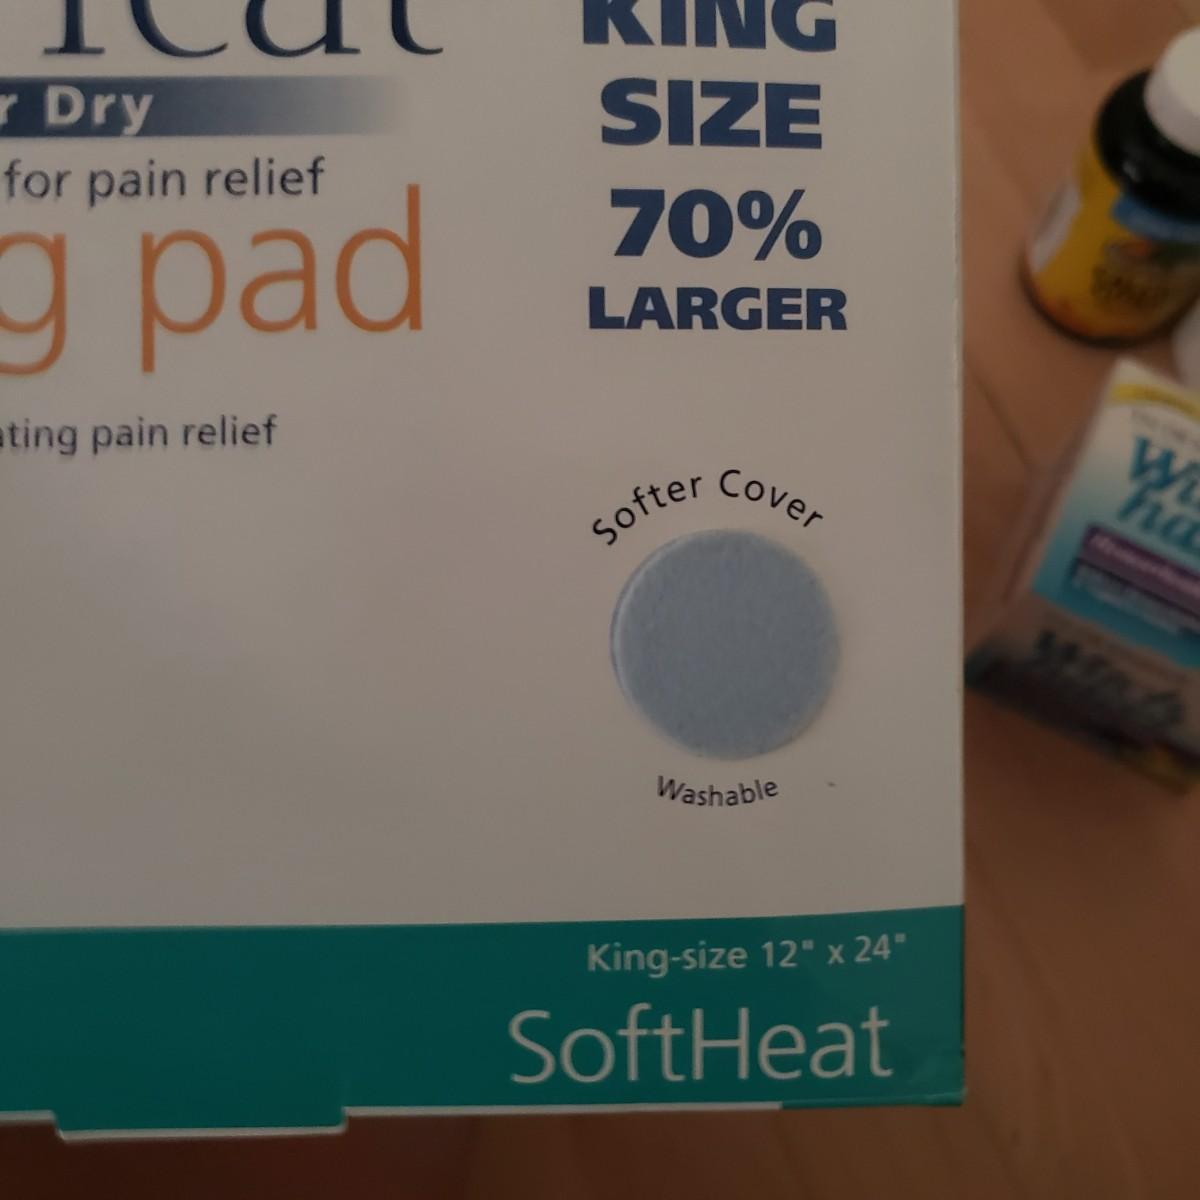 KING
SIZE
70%
LARGER
r Dry
for pain relief
g pad
ating pain relief
Softer Cover
Washable
King-size 12" x 24"
SoftHeat